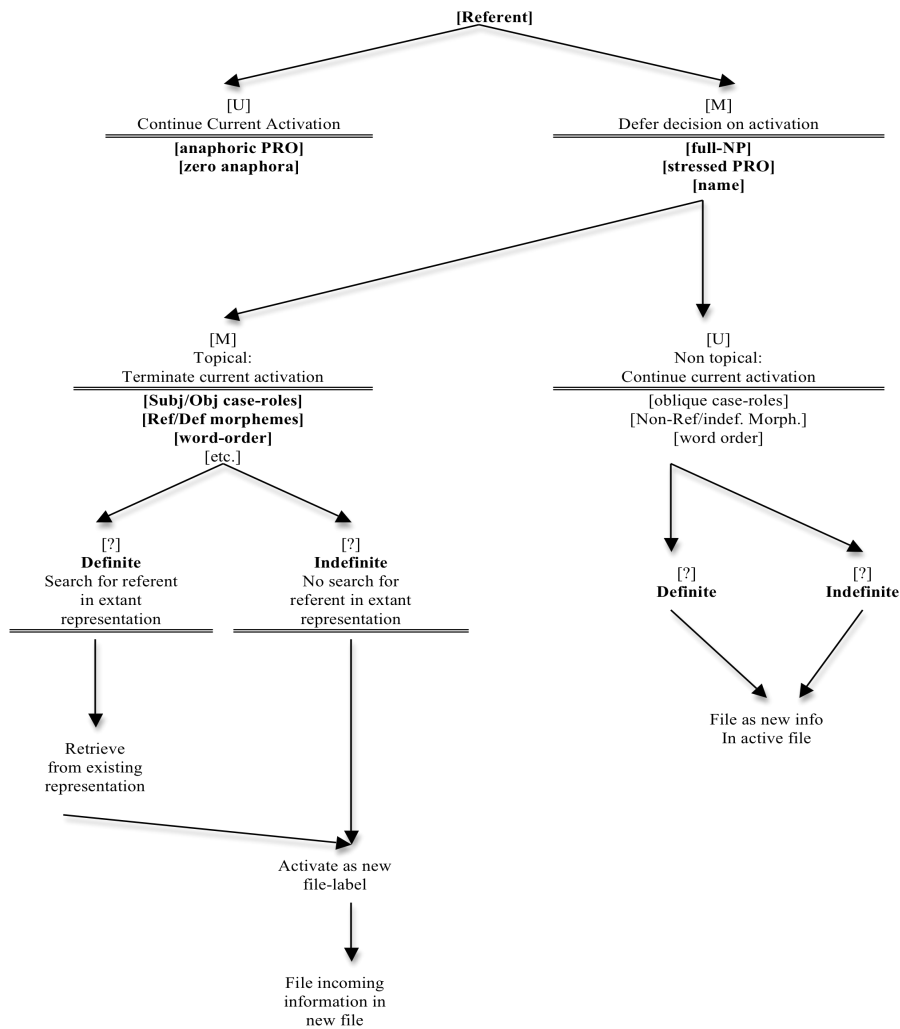 [Referent]
[U]
Continue Current Activation
[anaphoric PRO]
[zero anaphora]
[M]
Defer decision on activation
[full-NP]
[stressed PRO]
[name]
[M]
Topical:
Terminate current activation
[Subj/Obj case-roles]
[Ref/Def morphemes]
[word-order]
[etc.]
[U]
Non topical:
Continue current activation
[oblique case-roles]
[Non-Ref/indef. Morph.]
[word order]
[?]
Definite
Search for referent
in extant
representation
[?]
Indefinite
No search for
referent in extant
representation
[?]
Definite
[?]
Indefinite
File as new info
In active file
Retrieve
from existing
representation
Activate as new
file-label
File incoming
information in
new file